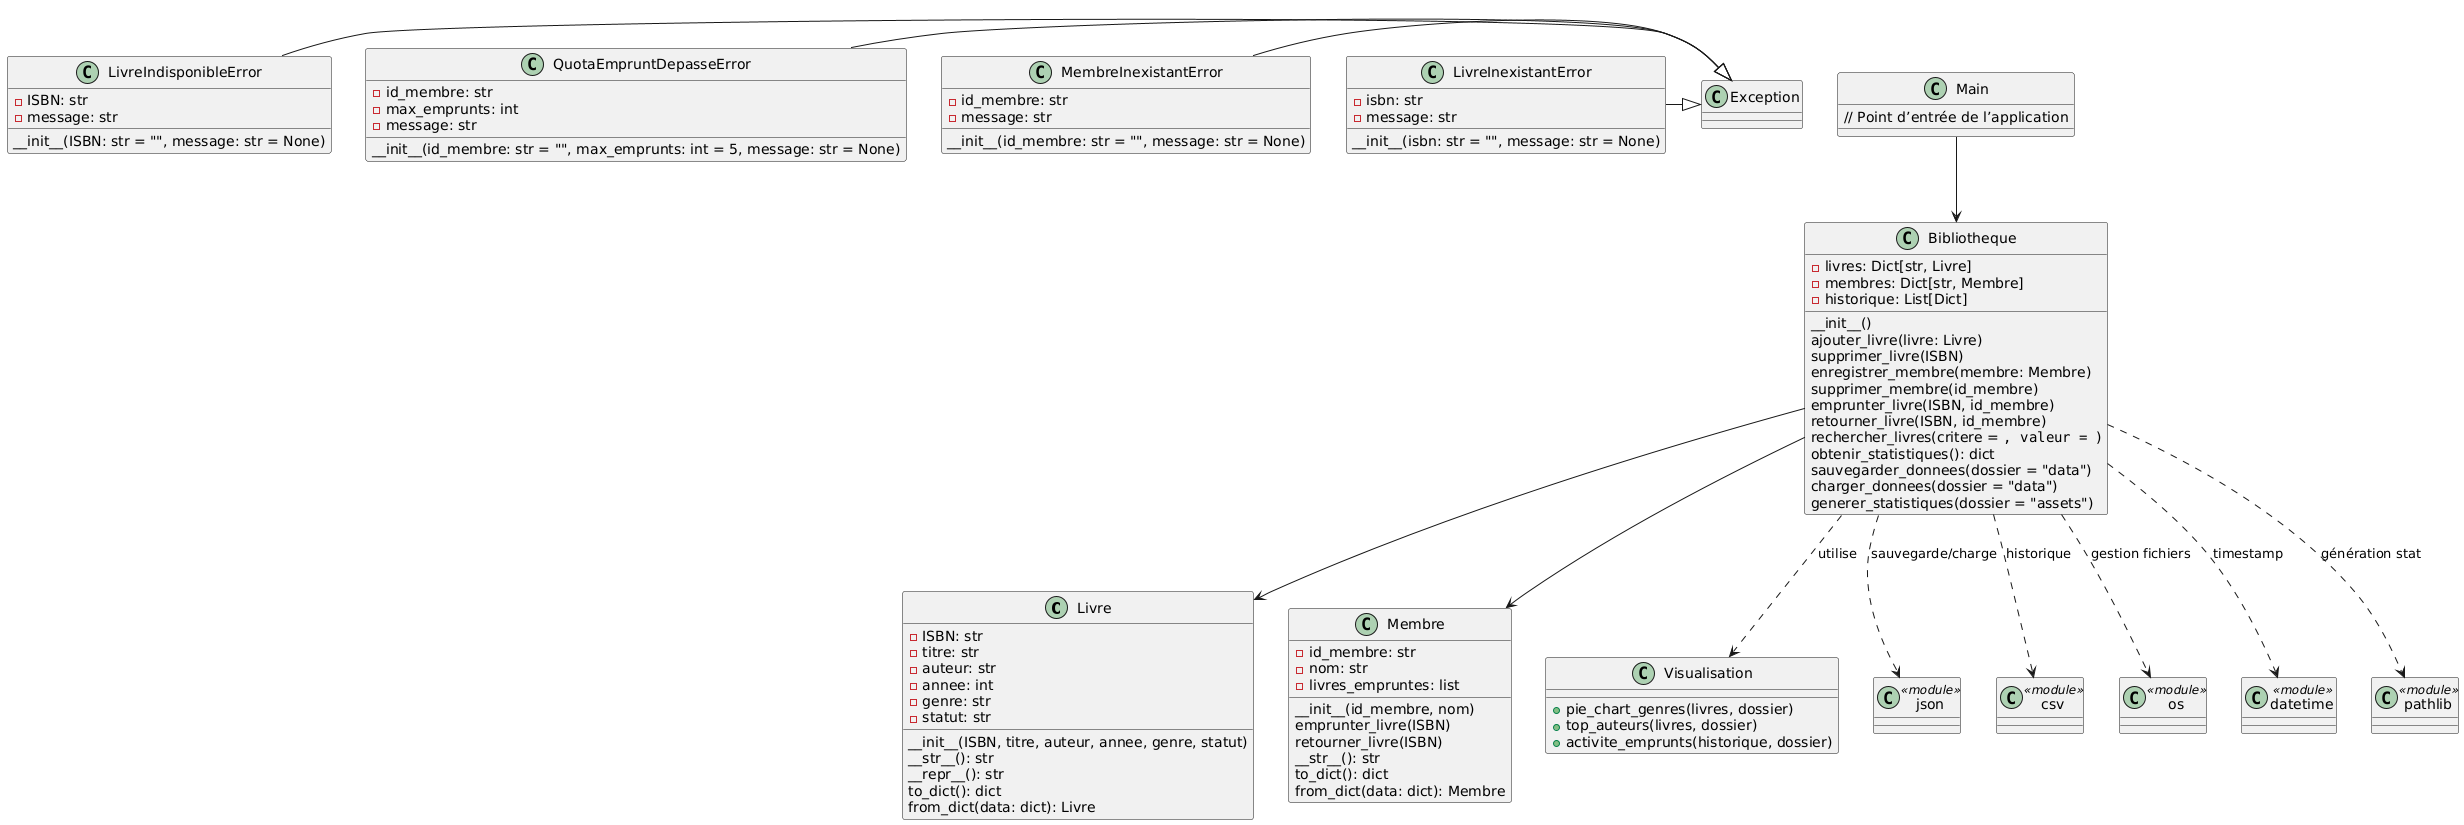 LivreIndisponibleError
ISBN: str
message: str
__init__(ISBN: str = "", message: str = None)
QuotaEmpruntDepasseError
id_membre: str
max_emprunts: int
message: str
__init__(id_membre: str = "", max_emprunts: int = 5, message: str = None)
MembreInexistantError
id_membre: str
message: str
__init__(id_membre: str = "", message: str = None)
LivreInexistantError
isbn: str
message: str
__init__(isbn: str = "", message: str = None)
Exception
Main
// Point d’entrée de l’application
Bibliotheque
livres: Dict[str, Livre]
membres: Dict[str, Membre]
historique: List[Dict]
__init__()
ajouter_livre(livre: Livre)
supprimer_livre(ISBN)
enregistrer_membre(membre: Membre)
supprimer_membre(id_membre)
emprunter_livre(ISBN, id_membre)
retourner_livre(ISBN, id_membre)
rechercher_livres(critere = , valeur = )
obtenir_statistiques(): dict
sauvegarder_donnees(dossier = "data")
charger_donnees(dossier = "data")
generer_statistiques(dossier = "assets")
utilise
sauvegarde/charge
historique
gestion fichiers
timestamp
génération stat
Livre
ISBN: str
titre: str
auteur: str
annee: int
genre: str
statut: str
__init__(ISBN, titre, auteur, annee, genre, statut)
__str__(): str
__repr__(): str
to_dict(): dict
from_dict(data: dict): Livre
Membre
id_membre: str
nom: str
livres_empruntes: list
__init__(id_membre, nom)
emprunter_livre(ISBN)
retourner_livre(ISBN)
__str__(): str
to_dict(): dict
from_dict(data: dict): Membre
Visualisation
pie_chart_genres(livres, dossier)
top_auteurs(livres, dossier)
activite_emprunts(historique, dossier)
«module»
json
«module»
csv
«module»
os
«module»
datetime
«module»
pathlib